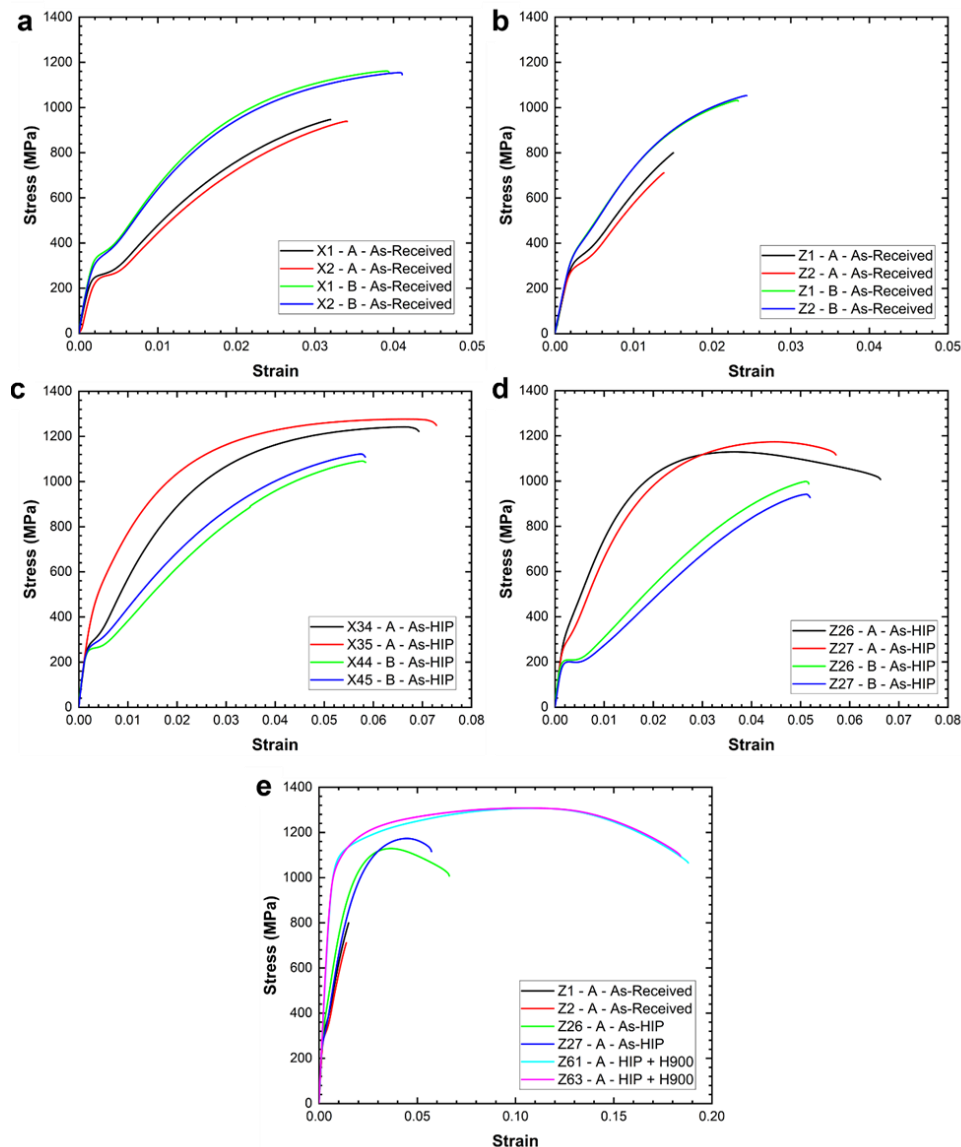 a
Stress (MPa)
1400
1200
1000
800
600
400
200
0
0.00 0.01 0.02 0.03 0.04 0.05
Strain
X1 - A - As-Received
X2 - A - As-Received
X1 - B - As-Received
X2 - B - As-Received
b
Stress (MPa)
1400
1200
1000
800
600
400
200
0
0.00 0.01 0.02 0.03 0.04 0.05
Strain
Z1 - A - As-Received
Z2 - A - As-Received
Z1 - B - As-Received
Z2 - B - As-Received
c
Stress (MPa)
1400
1200
1000
800
600
400
200
0
0.00 0.01 0.02 0.03 0.04 0.05 0.06 0.07 0.08
Strain
X34 - A - As-HIP
X35 - A - As-HIP
X44 - B - As-HIP
X45 - B - As-HIP
d
Stress (MPa)
1400
1200
1000
800
600
400
200
0
0.00 0.01 0.02 0.03 0.04 0.05 0.06 0.07 0.08
Strain
Z26 - A - As-HIP
Z27 - A - As-HIP
Z26 - B - As-HIP
Z27 - B - As-HIP
e
Stress (MPa)
1400
1200
1000
800
600
400
200
0
0.00 0.05 0.10 0.15 0.20
Strain
Z1 - A - As-Received
Z2 - A - As-Received
Z26 - A - As-HIP
Z27 - A - As-HIP
Z61 - A - HIP + H900
Z63 - A - HIP + H900